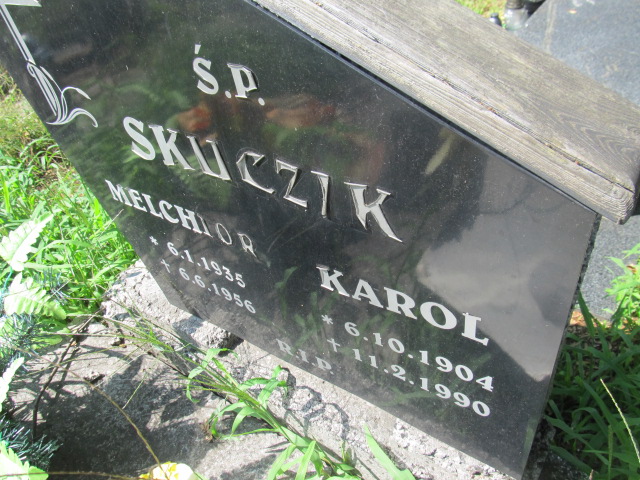 Ś.P.
SKUCZIK
MELCHIOR
* 6.1.1935
+ 6.6.1956
KAROL
* 6.10.1904
+ 11.2.1990
R.I.P.